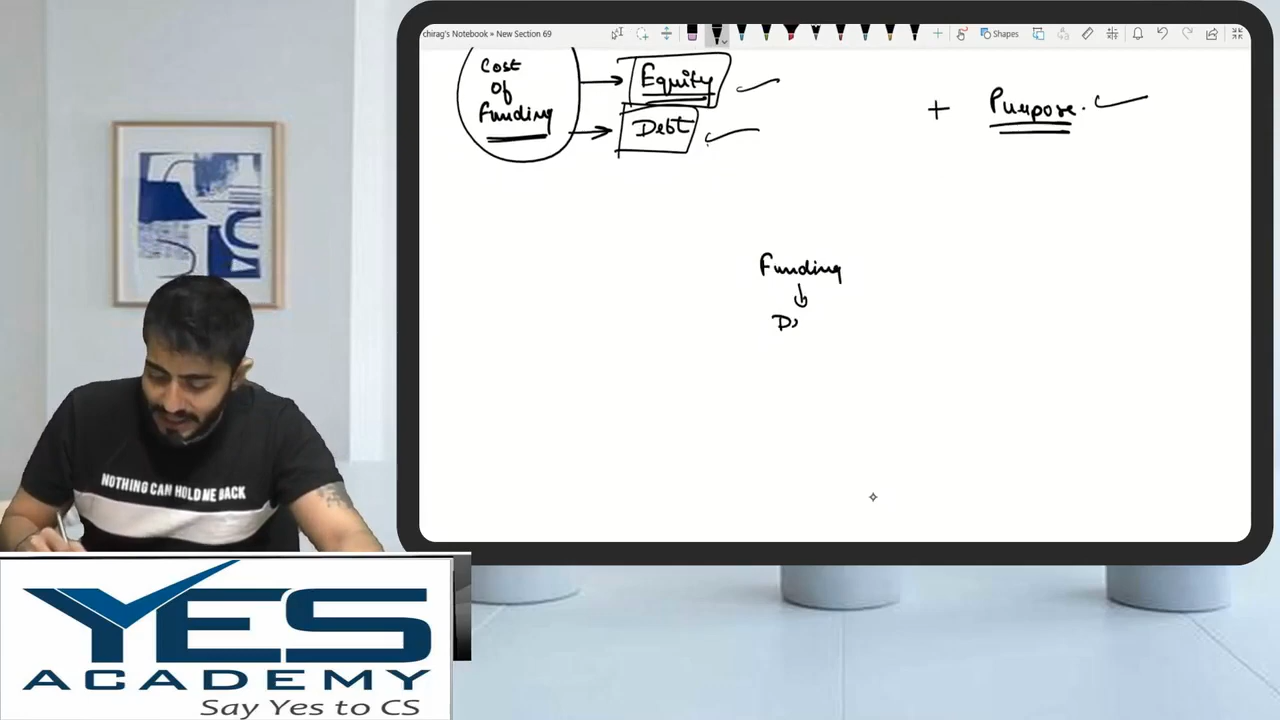 chirag's Notebook » New Section 69
Shapes
Cost
Of
Funding
Equity
Debt
+ Purpose.
Funding
NOTHING CAN HOLD ME BACK
YES
ACADEMY
Say Yes to CS